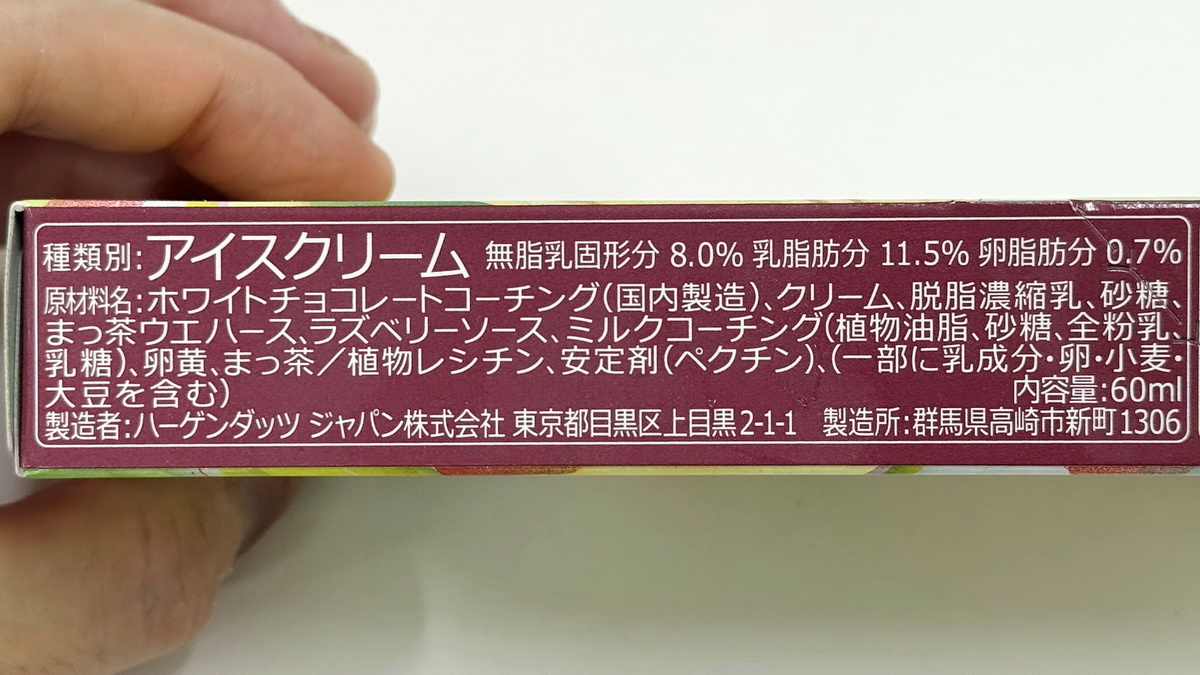 種類別:アイスクリーム 無脂乳固形分 8.0% 乳脂肪分 11.5% 卵脂肪分 0.7%
原材料名:ホワイトチョコレートコーチング(国内製造)、クリーム、脱脂濃縮乳、砂糖、
まっ茶ウエハース、ラズベリーソース、ミルクコーチング(植物油脂、砂糖、全粉乳、
乳糖)、卵黄、まっ茶/植物レシチン、安定剤(ペクチン)、(一部に乳成分・卵・小麦・
大豆を含む) 内容量:60ml
製造者:ハーゲンダッツ ジャパン株式会社 東京都目黒区上目黒2-1-1 製造所:群馬県高崎市新町1306